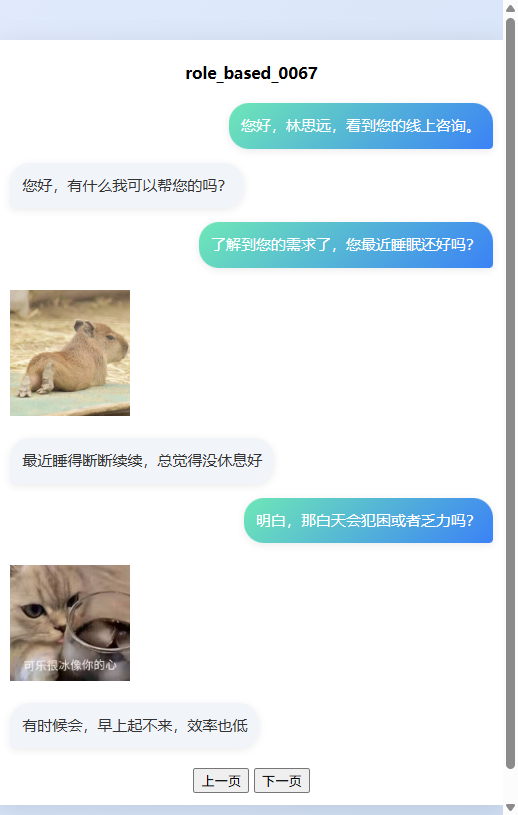 role_based_0067
您好，林思远，看到您的线上咨询。
您好，有什么我可以帮您的吗？
了解到您的需求了，您最近睡眠还好吗？
最近睡得断断续续，总觉得没休息好
明白，那白天会犯困或者乏力吗？
可乐很冰像你的心
有时候会，早上起不来，效率也低
上一页 下一页